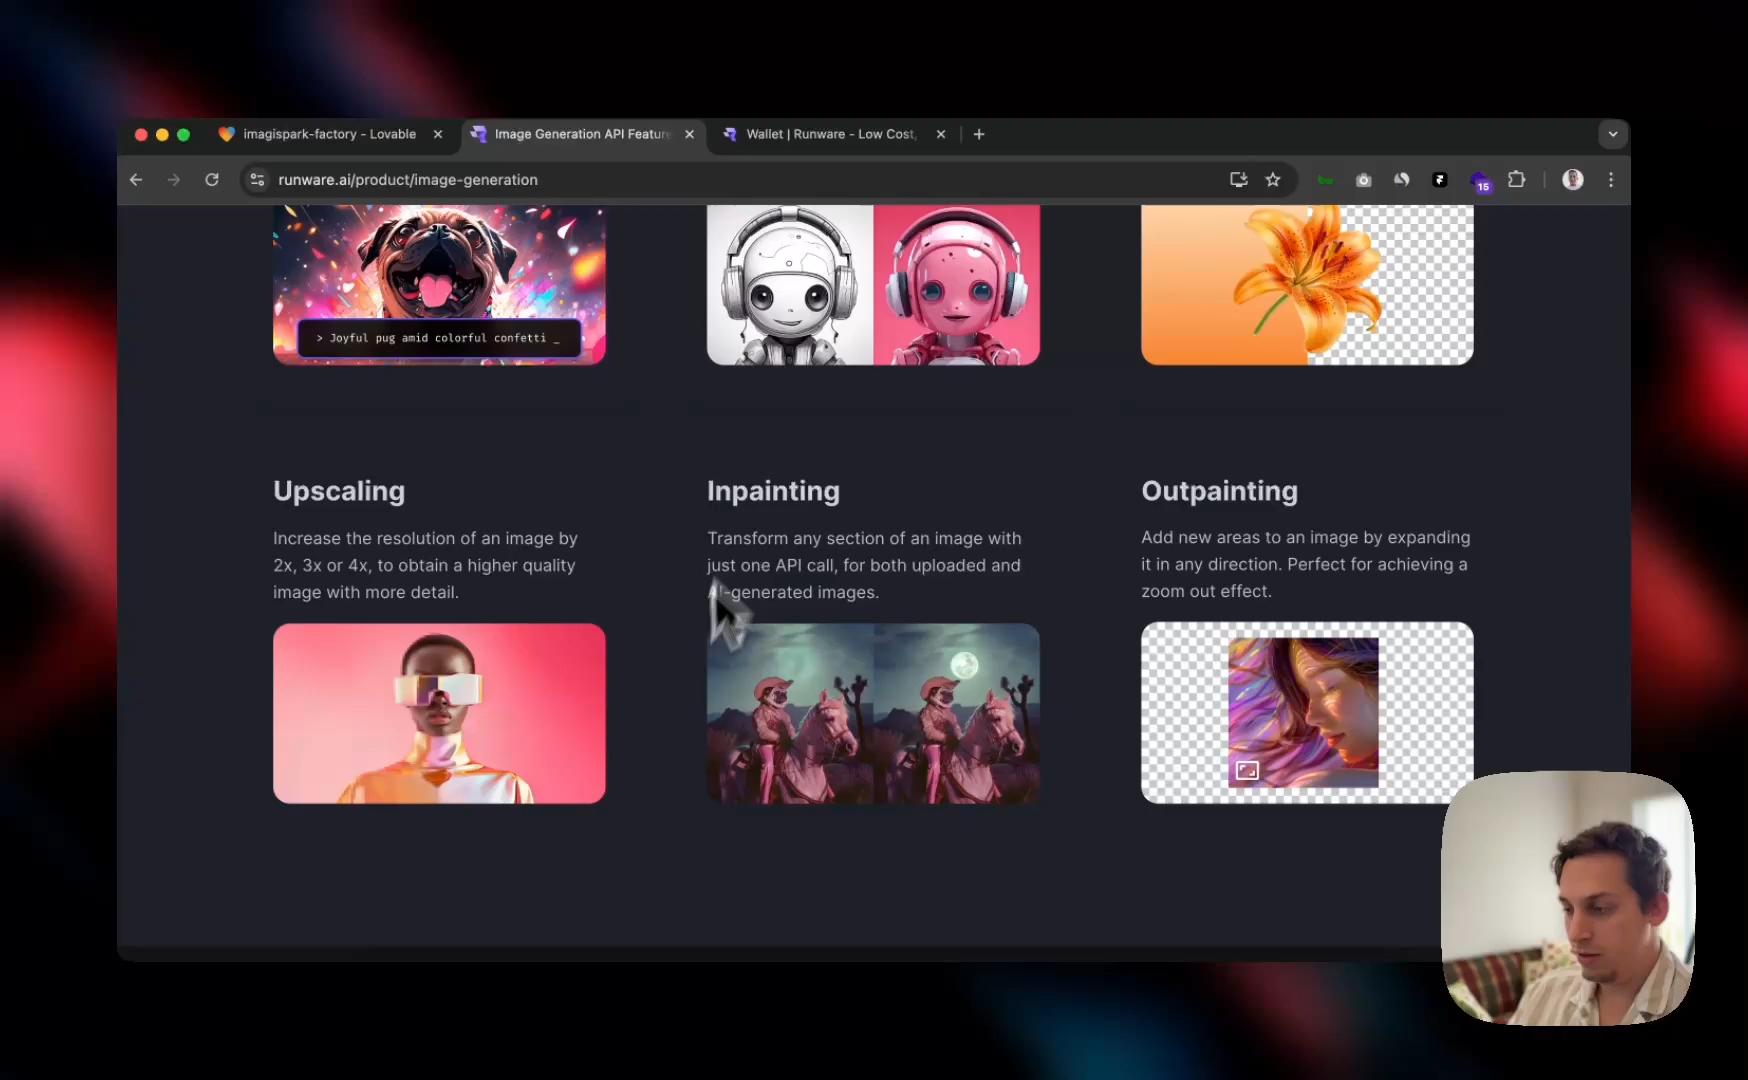 imagispark-factory - Lovable
Image Generation API Feature
Wallet | Runware - Low Cost,
runware.ai/product/image-generation
15
> Joyful pug amid colorful confetti _
Upscaling
Increase the resolution of an image by
2x, 3x or 4x, to obtain a higher quality
image with more detail.
Inpainting
Transform any section of an image with
just one API call, for both uploaded and
AI-generated images.
Outpainting
Add new areas to an image by expanding
it in any direction. Perfect for achieving a
zoom out effect.